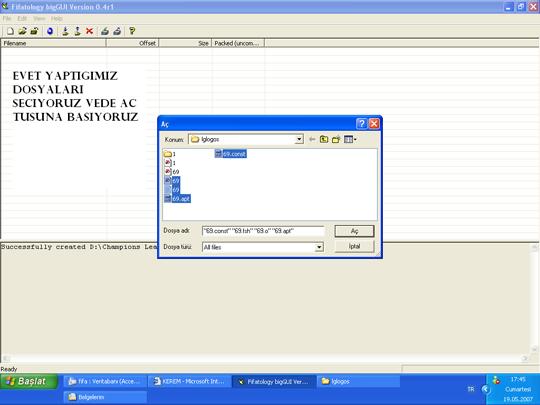 Fifatology bigGUI Version 0.4r1
File Edit View Help
Filename Offset Size Packed (uncom...
EVET YAPTIGIMIZ
DOSYALARI
SECIYORUZ VEDE AC
TUSUNA BASIYORUZ
Aç
Konum: lglogos
1 69.const
1
69
69
69
69.apt
Dosya adı: "69.const" "69.fsh" "69.o" "69.apt" Aç
Dosya türü: All files İptal
Successfully created D:\Champions Lea
Ready
Başlat fifa : Veritabanı (Acce... KEREM - Microsoft Int... Fifatology bigGUI Ver... lglogos
Belgelerim
TR
17:45
Cumartesi
19.05.2007